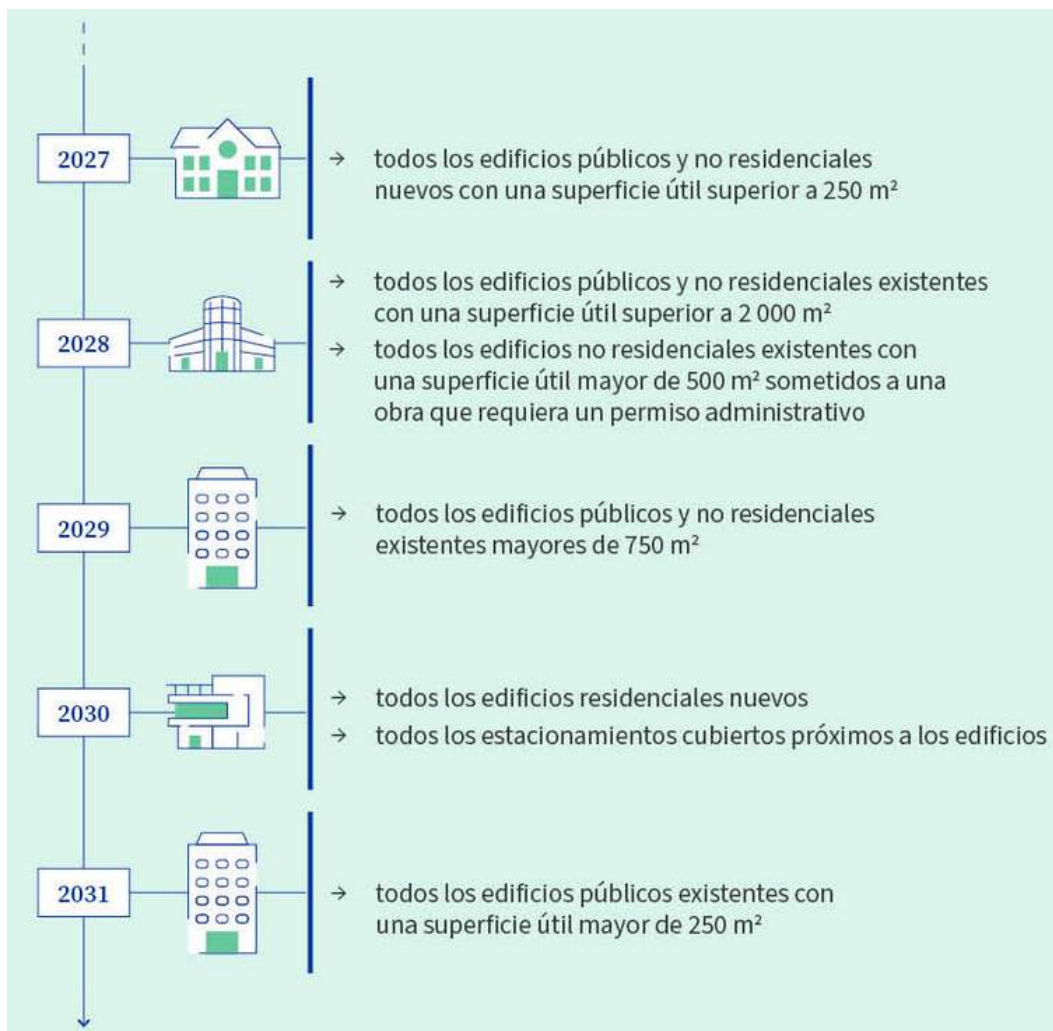 2027
→ todos los edificios públicos y no residenciales
nuevos con una superficie útil superior a 250 m²
2028
→ todos los edificios públicos y no residenciales existentes
con una superficie útil superior a 2 000 m²
→ todos los edificios no residenciales existentes con
una superficie útil mayor de 500 m² sometidos a una
obra que requiera un permiso administrativo
2029
→ todos los edificios públicos y no residenciales
existentes mayores de 750 m²
2030
→ todos los edificios residenciales nuevos
→ todos los estacionamientos cubiertos próximos a los edificios
2031
→ todos los edificios públicos existentes con
una superficie útil mayor de 250 m²